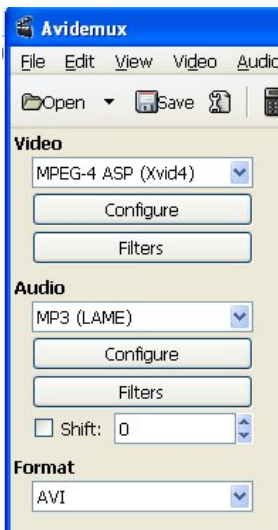 Avidemux
File Edit View Video Audio
Open Save
Video
MPEG-4 ASP (Xvid4)
Configure
Filters
Audio
MP3 (LAME)
Configure
Filters
Shift: 0
Format
AVI